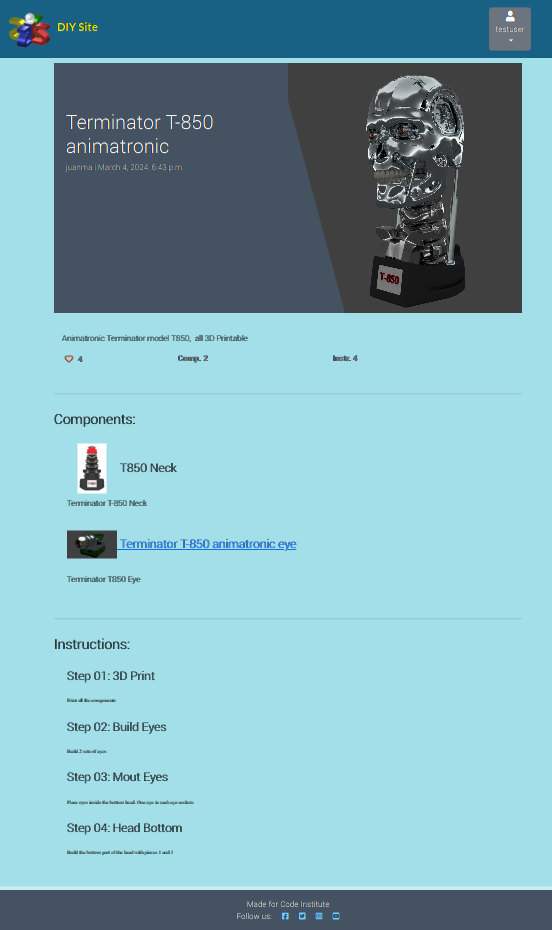 DIY Site
testuser
Terminator T-850
animatronic
juanma | March 4, 2024, 6:43 p.m.
T-850
Animatronic Terminator model T850, all 3D Printable
4 Comp. 2 Instr. 4
Components:
T850 Neck
Terminator T-850 Neck
Terminator T-850 animatronic eye
Terminator T850 Eye
Instructions:
Step 01: 3D Print
Print all the components
Step 02: Build Eyes
Build 2 sets of eyes
Step 03: Mout Eyes
Place eyes inside the bottom head. One eye in each eye sockets
Step 04: Head Bottom
Build the bottom part of the head with pieces 1 and
Made for Code Institute
Follow us: